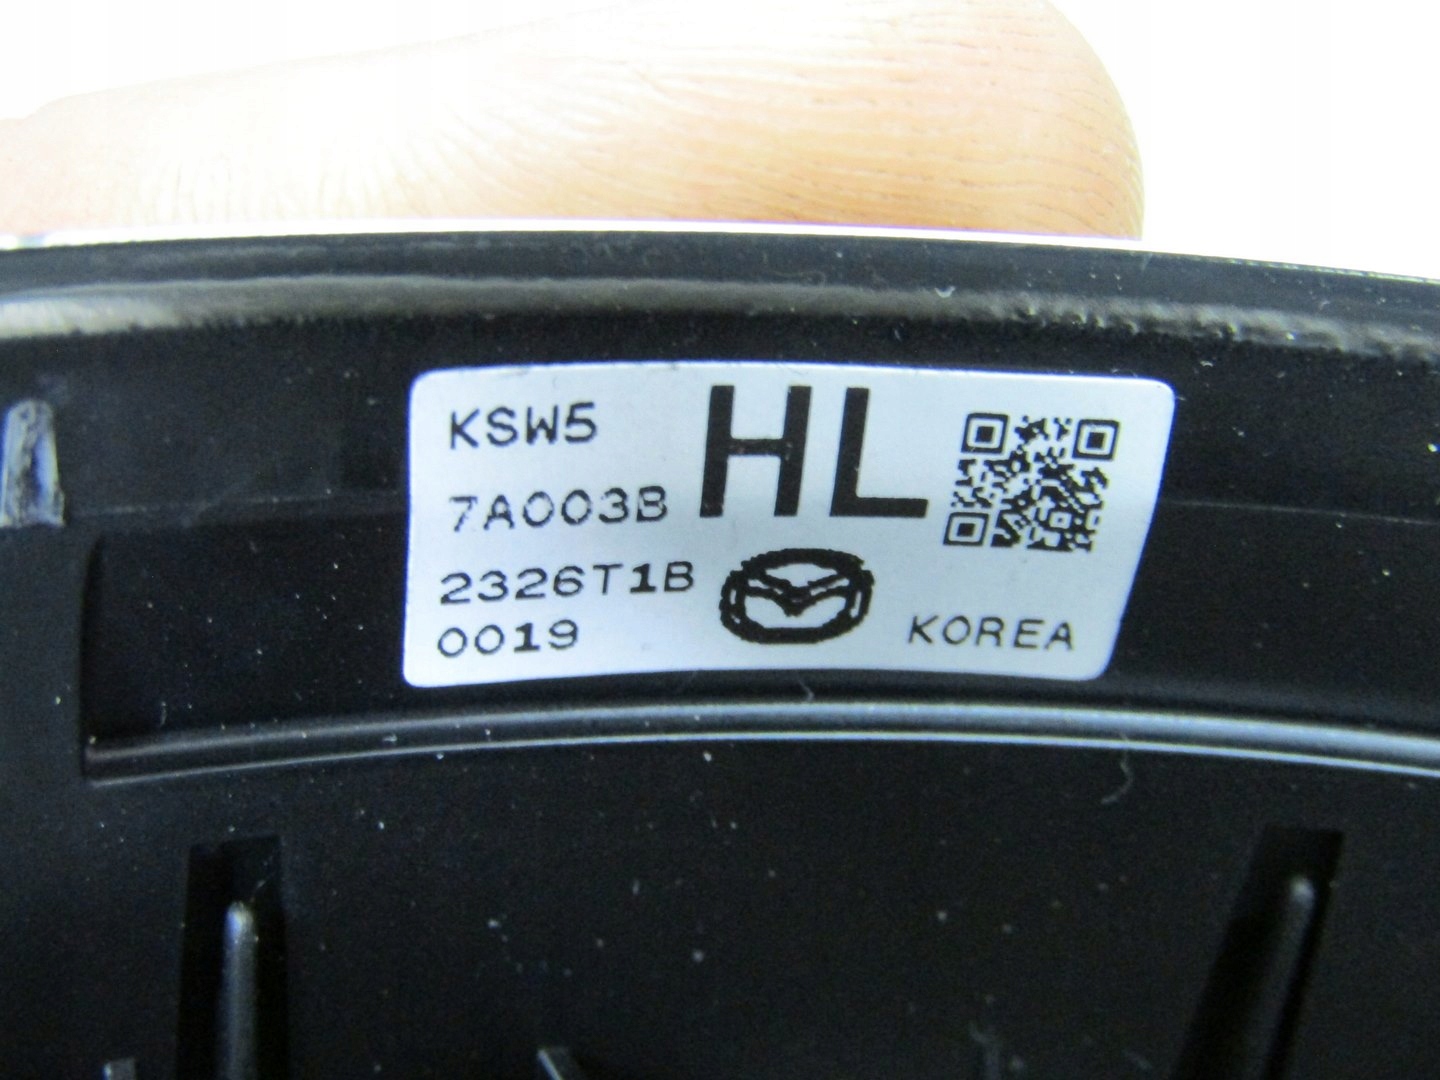 KSW5
HL
7A003B
2326T1B
0019
KOREA